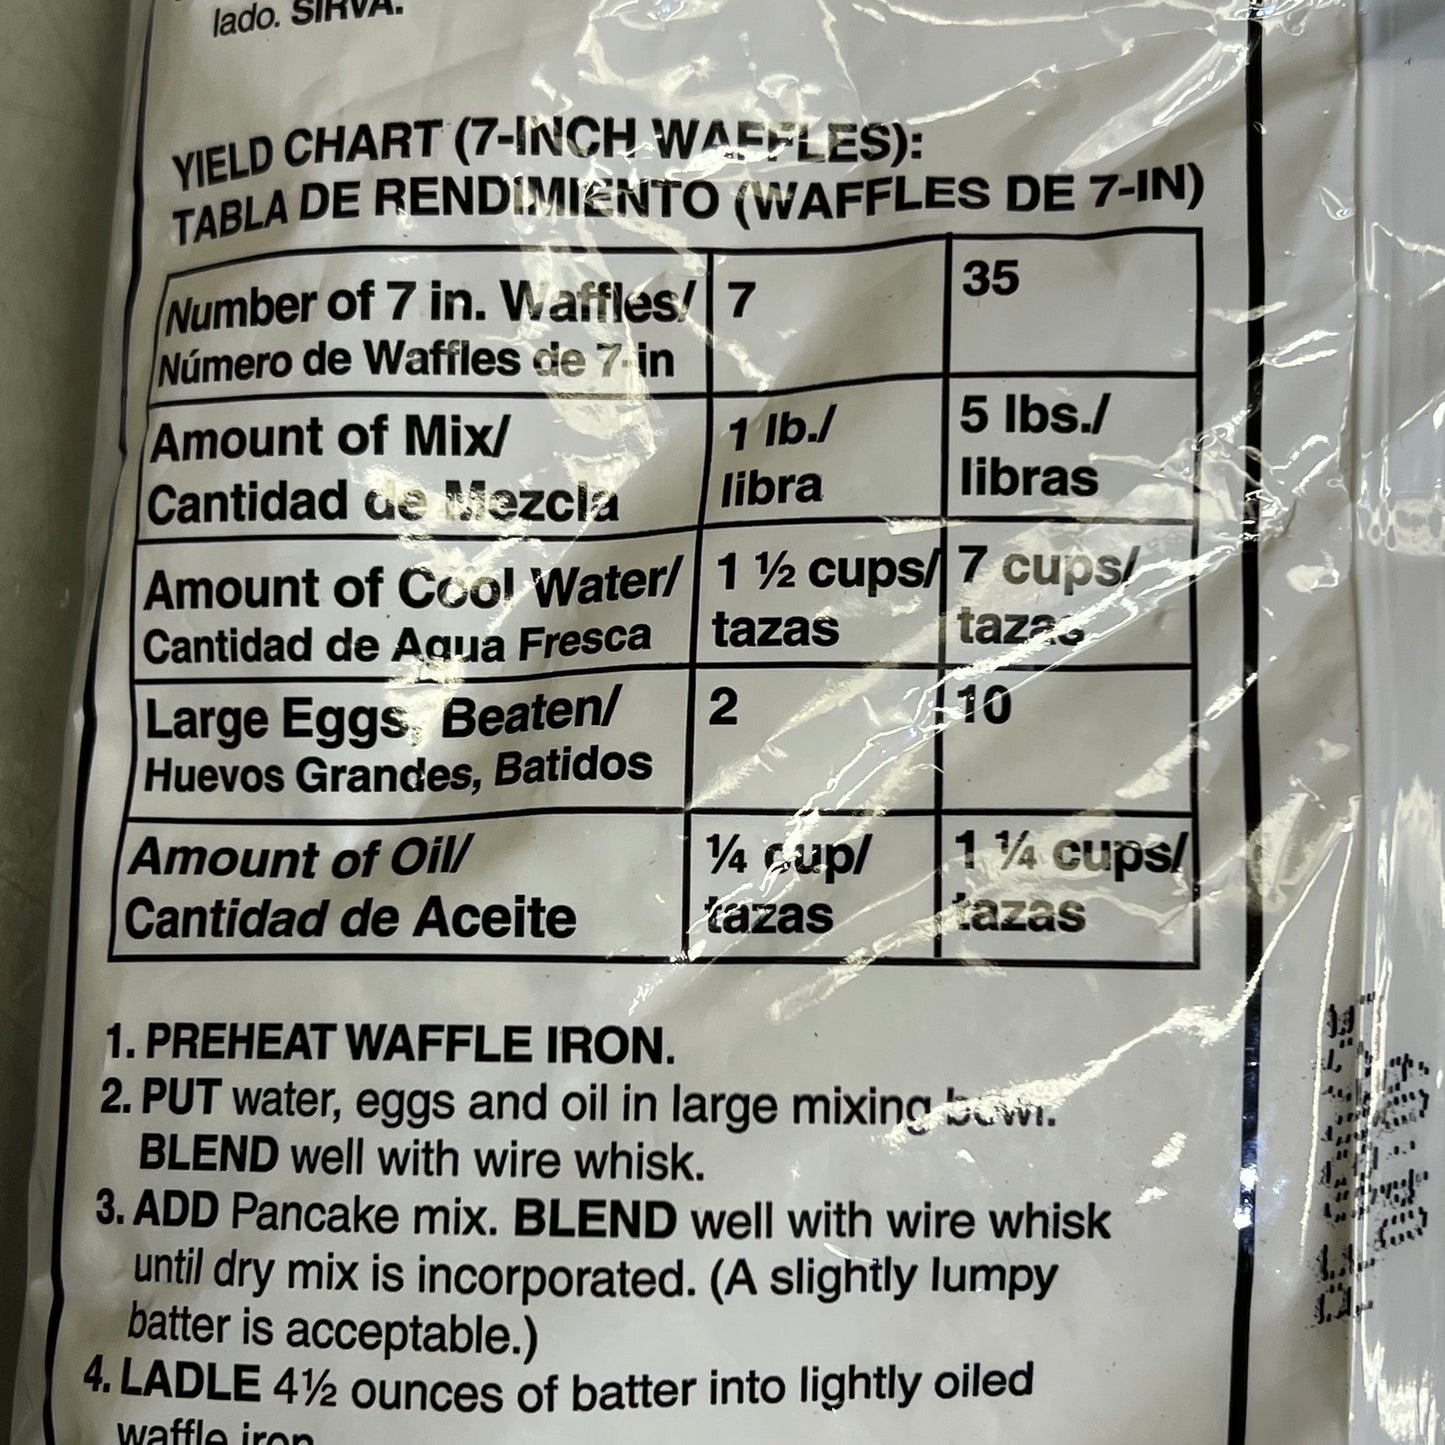 lado. SIRVA.
YIELD CHART (7-INCH WAFFLES):
TABLA DE RENDIMIENTO (WAFFLES DE 7-IN)
Number of 7 in. Waffles/ 7 35
Número de Waffles de 7-in
Amount of Mix/ 1 lb./ 5 lbs./
Cantidad de Mezcla libra libras
Amount of Cool Water/ 1 ½ cups/ 7 cups/
Cantidad de Agua Fresca tazas tazas
Large Eggs, Beaten/ 2 10
Huevos Grandes, Batidos
Amount of Oil/ ¼ cup/ 1 ¼ cups/
Cantidad de Aceite tazas tazas
1. PREHEAT WAFFLE IRON.
2. PUT water, eggs and oil in large mixing bowl.
BLEND well with wire whisk.
3. ADD Pancake mix. BLEND well with wire whisk
until dry mix is incorporated. (A slightly lumpy
batter is acceptable.)
4. LADLE 4½ ounces of batter into lightly oiled
waffle iron